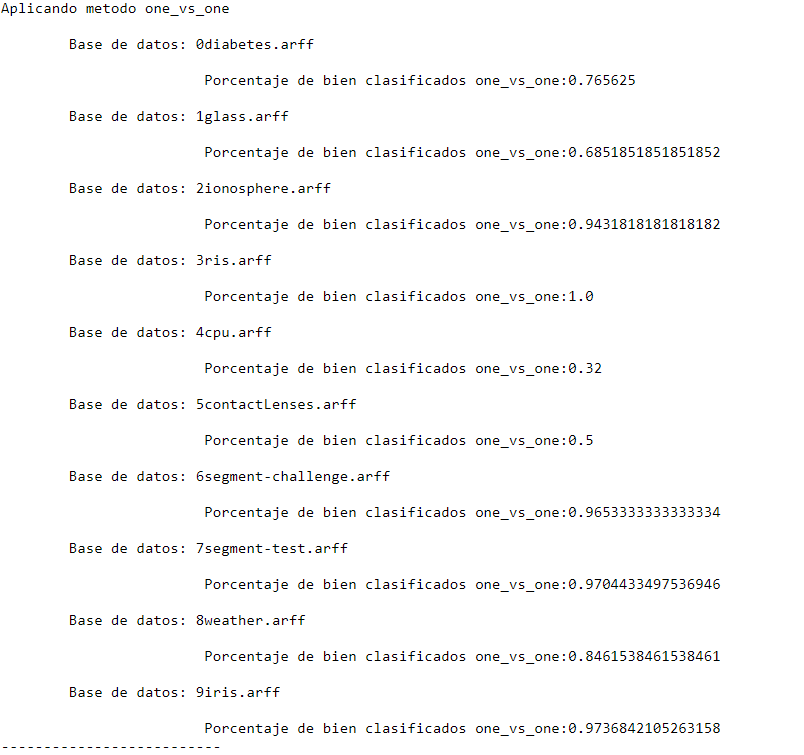 Aplicando metodo one_vs_one
Base de datos: 0diabetes.arff
Porcentaje de bien clasificados one_vs_one:0.765625
Base de datos: 1glass.arff
Porcentaje de bien clasificados one_vs_one:0.6851851851851852
Base de datos: 2ionosphere.arff
Porcentaje de bien clasificados one_vs_one:0.9431818181818182
Base de datos: 3ris.arff
Porcentaje de bien clasificados one_vs_one:1.0
Base de datos: 4cpu.arff
Porcentaje de bien clasificados one_vs_one:0.32
Base de datos: 5contactLenses.arff
Porcentaje de bien clasificados one_vs_one:0.5
Base de datos: 6segment-challenge.arff
Porcentaje de bien clasificados one_vs_one:0.9653333333333334
Base de datos: 7segment-test.arff
Porcentaje de bien clasificados one_vs_one:0.9704433497536946
Base de datos: 8weather.arff
Porcentaje de bien clasificados one_vs_one:0.8461538461538461
Base de datos: 9iris.arff
Porcentaje de bien clasificados one_vs_one:0.9736842105263158
--------------------------